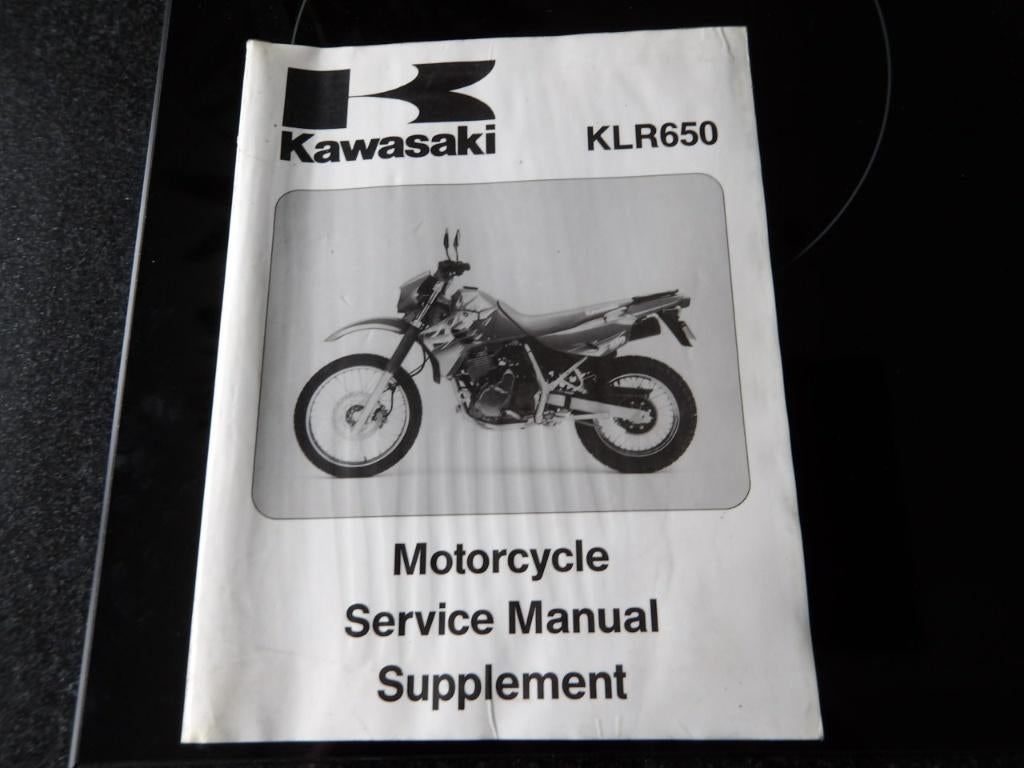 Kawasaki
KLR650
Motorcycle
Service Manual
Supplement